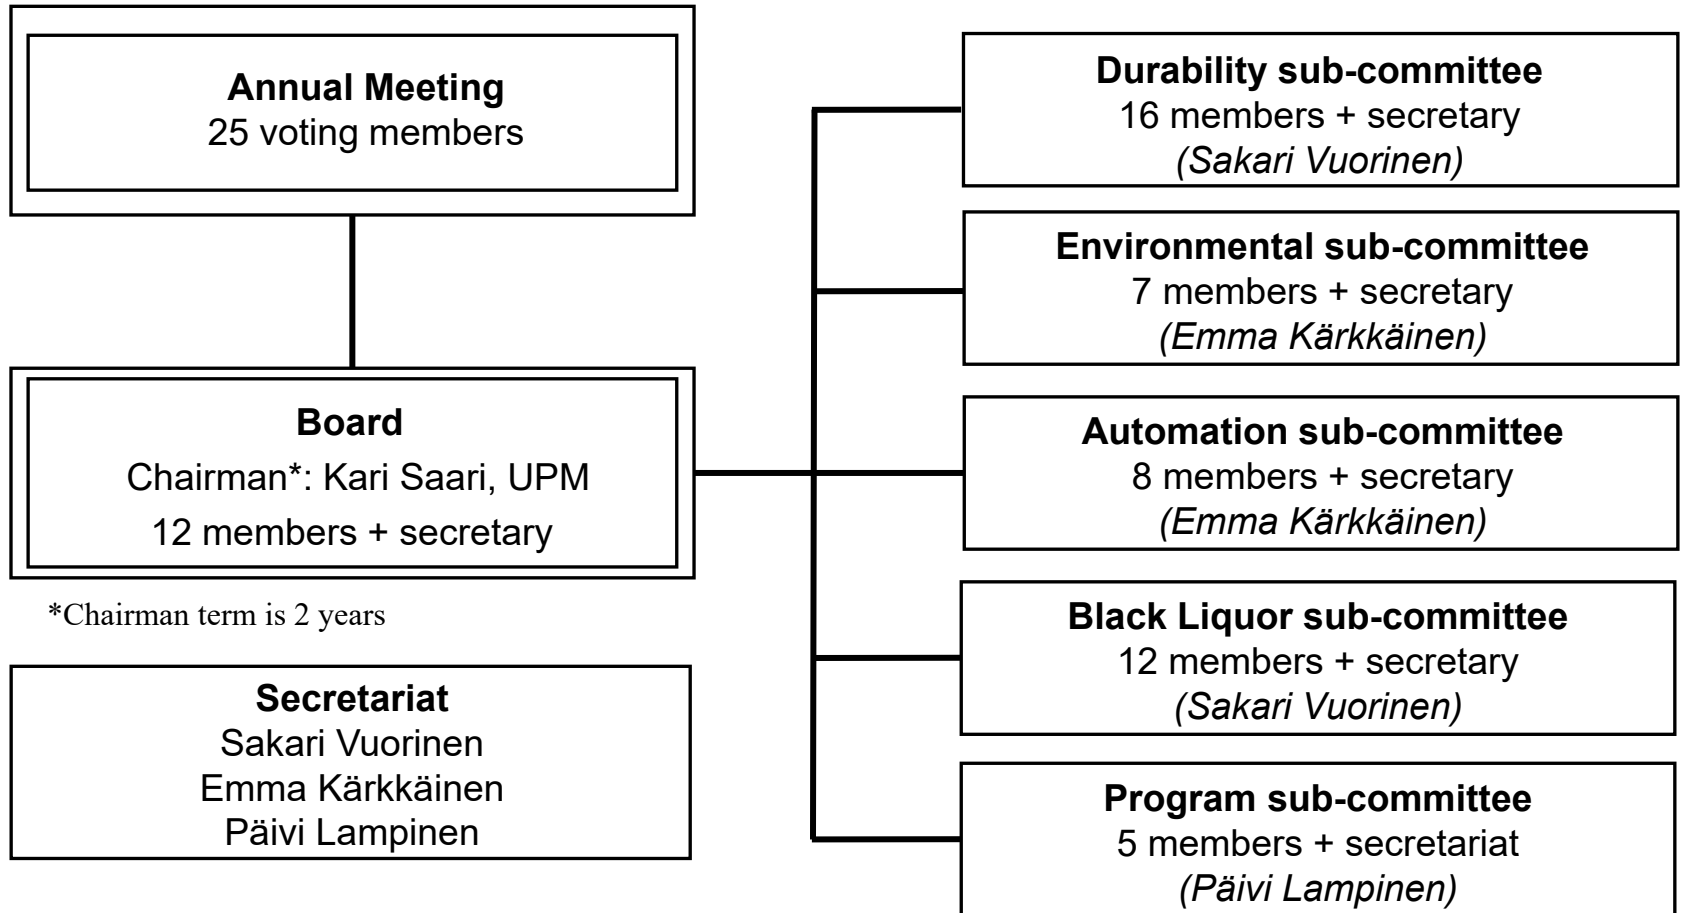 Annual Meeting
25 voting members
Board
Chairman*: Kari Saari, UPM
12 members + secretary
*Chairman term is 2 years
Secretariat
Sakari Vuorinen
Emma Kärkkäinen
Päivi Lampinen
Durability sub-committee
16 members + secretary
(Sakari Vuorinen)
Environmental sub-committee
7 members + secretary
(Emma Kärkkäinen)
Automation sub-committee
8 members + secretary
(Emma Kärkkäinen)
Black Liquor sub-committee
12 members + secretary
(Sakari Vuorinen)
Program sub-committee
5 members + secretariat
(Päivi Lampinen)